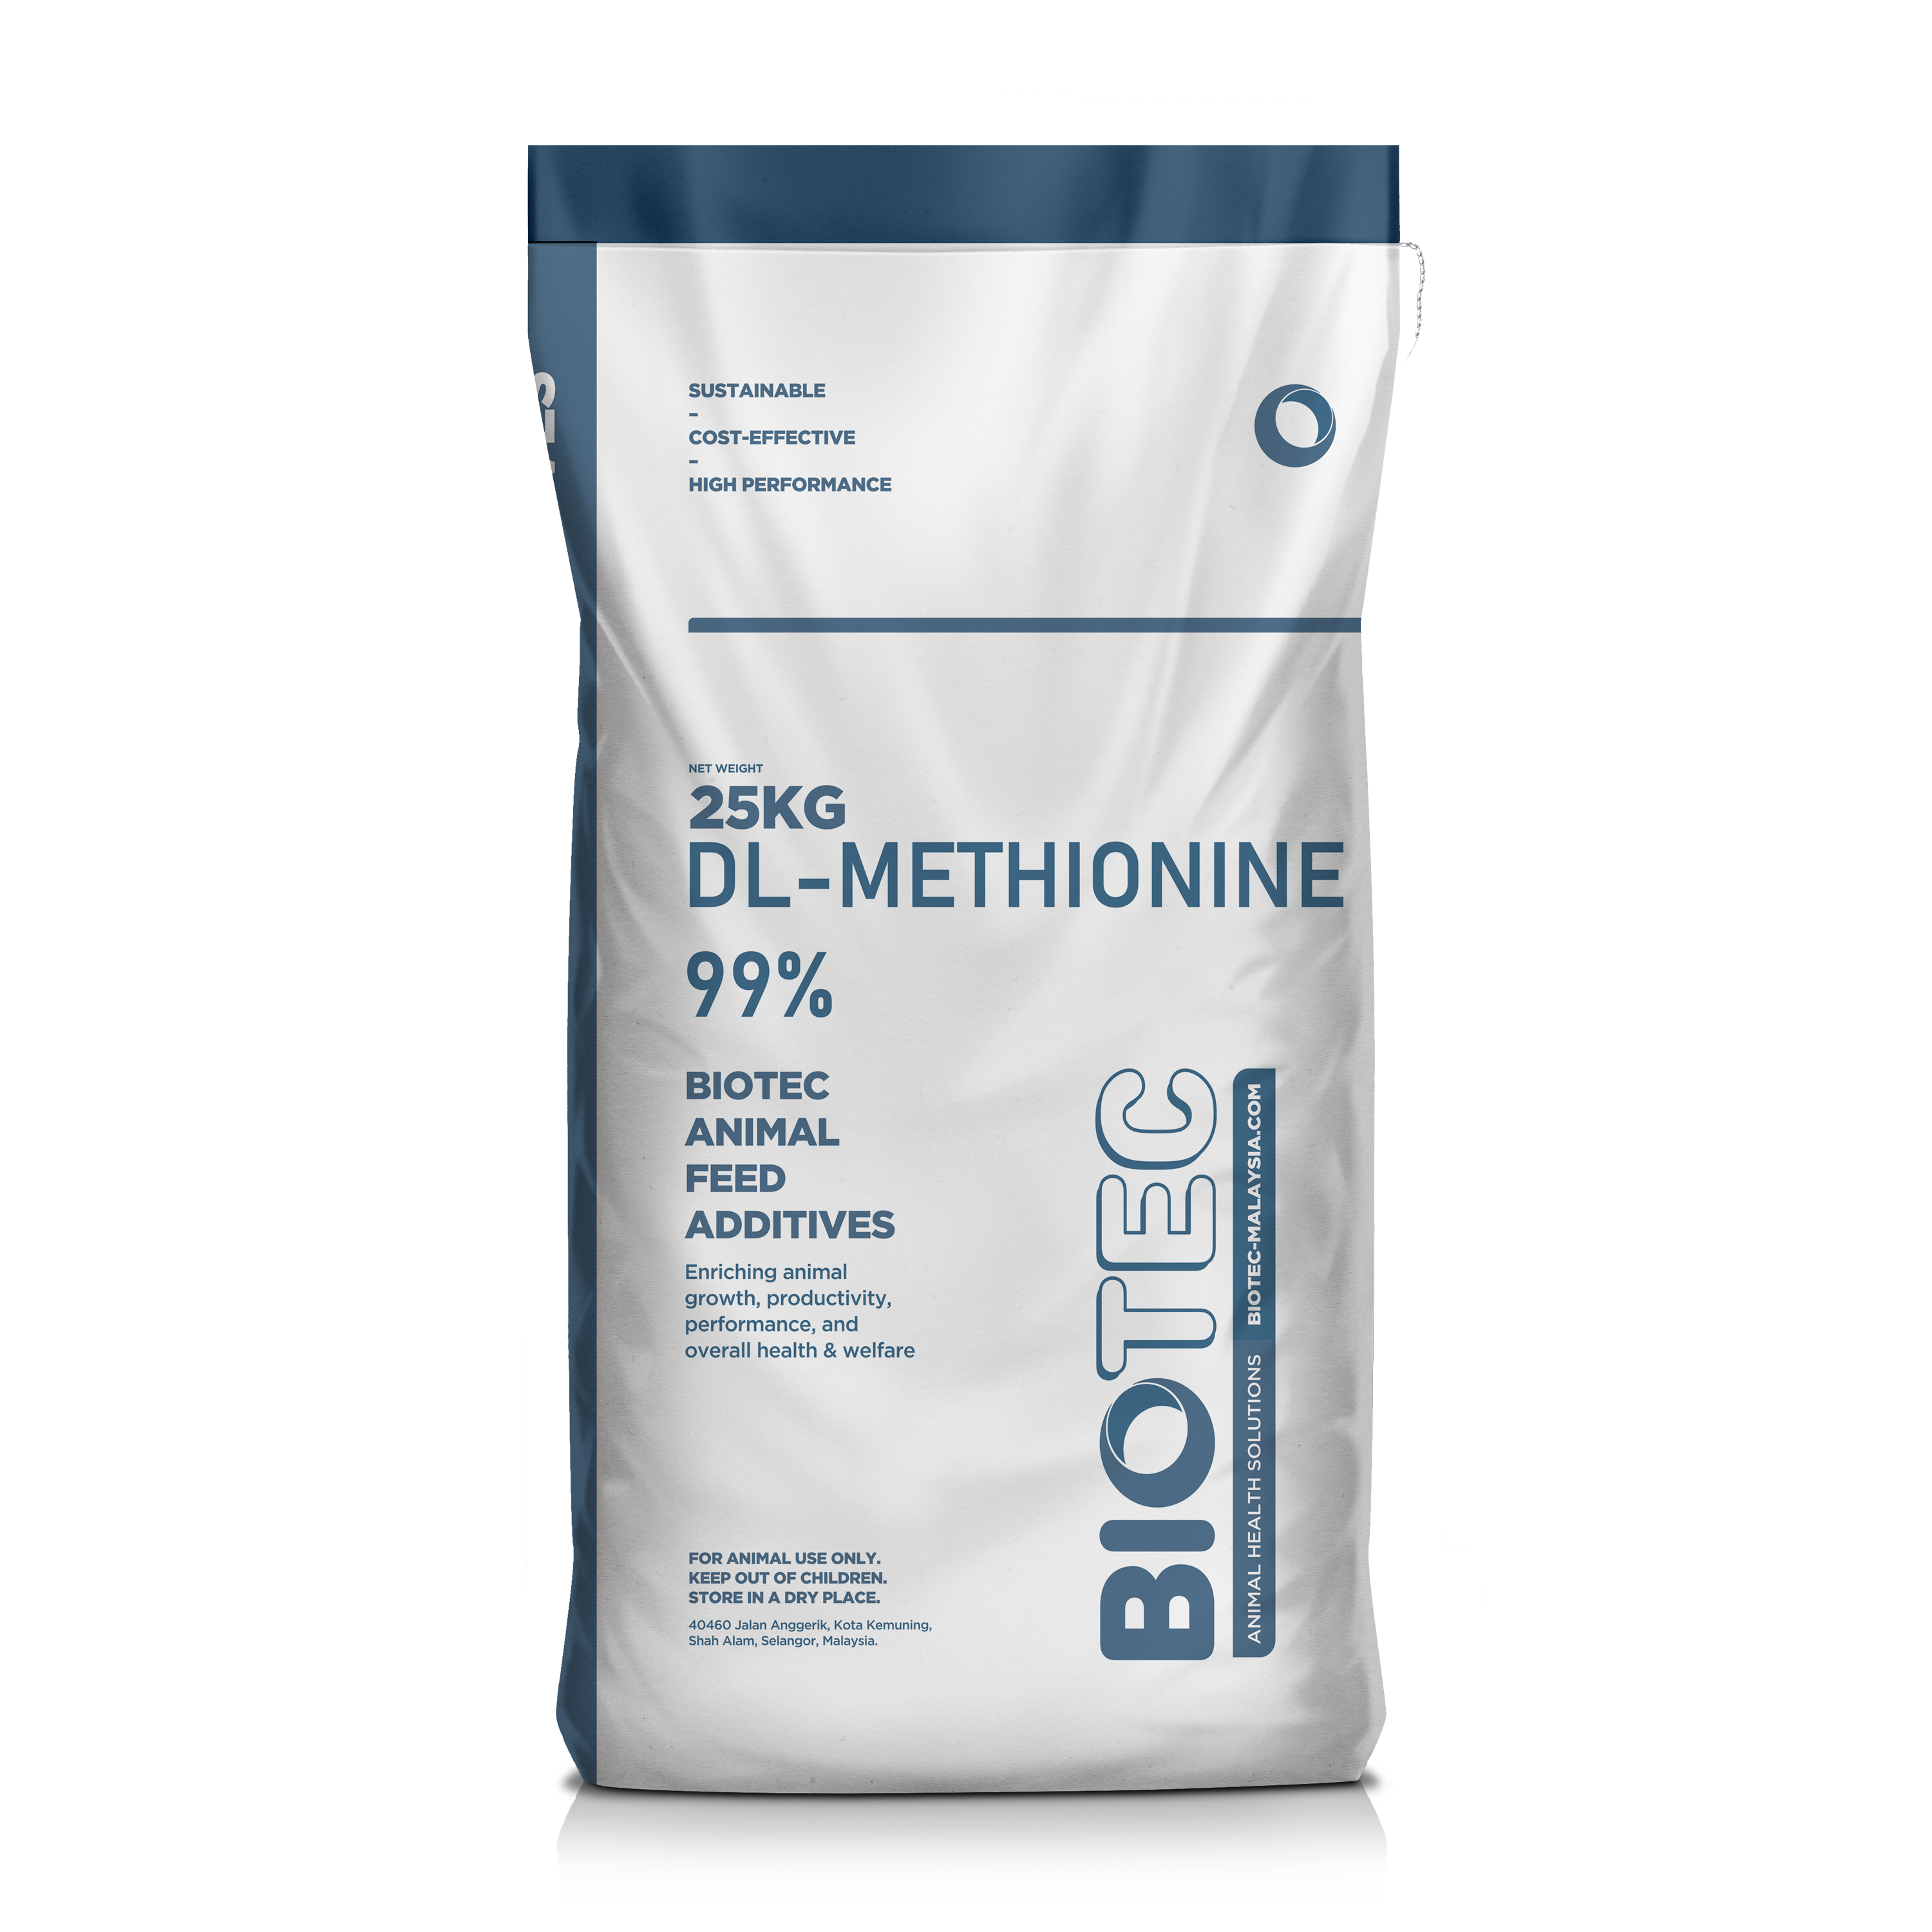 SUSTAINABLE
-
COST-EFFECTIVE
-
HIGH PERFORMANCE
NET WEIGHT
25KG
DL-METHIONINE
99%
BIOTEC
ANIMAL
FEED
ADDITIVES
Enriching animal
growth, productivity,
performance, and
overall health & welfare
BIOTEC
ANIMAL HEALTH SOLUTIONS BIOTEC-MALAYSIA.COM
FOR ANIMAL USE ONLY.
KEEP OUT OF CHILDREN.
STORE IN A DRY PLACE.
40460 Jalan Anggerik, Kota Kemuning,
Shah Alam, Selangor, Malaysia.